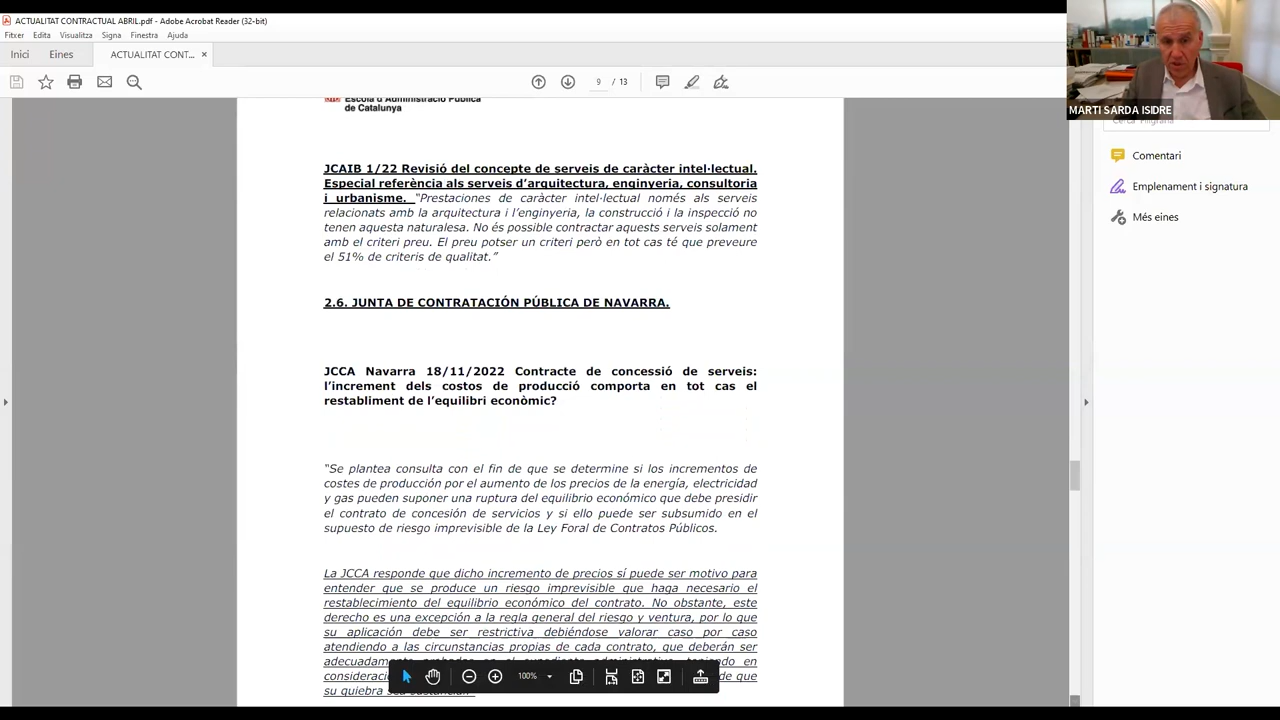 ACTUALITAT CONTRACTUAL ABRIL.pdf - Adobe Acrobat Reader (32-bit)
Fitxer Edita Visualitza Signa Finestra Ajuda
Inici Eines ACTUALITAT CONT... ×
9 / 13
MARTI SARDA ISIDRE
Comentari
Emplenament i signatura
Més eines
Escola d'Administració Pública
de Catalunya
JCAIB 1/22 Revisió del concepte de serveis de caràcter intel·lectual.
Especial referència als serveis d'arquitectura, enginyeria, consultoria
i urbanisme. "Prestaciones de caràcter intel·lectual només als serveis
relacionats amb la arquitectura i l'enginyeria, la construcció i la inspecció no
tenen aquesta naturalesa. No és possible contractar aquests serveis solament
amb el criteri preu. El preu potser un criteri però en tot cas té que preveure
el 51% de criteris de qualitat."
2.6. JUNTA DE CONTRATACIÓN PÚBLICA DE NAVARRA.
JCCA Navarra 18/11/2022 Contracte de concessió de serveis:
l'increment dels costos de producció comporta en tot cas el
restabliment de l'equilibri econòmic?
"Se plantea consulta con el fin de que se determine si los incrementos de
costes de producción por el aumento de los precios de la energía, electricidad
y gas pueden suponer una ruptura del equilibrio económico que debe presidir
el contrato de concesión de servicios y si ello puede ser subsumido en el
supuesto de riesgo imprevisible de la Ley Foral de Contratos Públicos.
La JCCA responde que dicho incremento de precios sí puede ser motivo para
entender que se produce un riesgo imprevisible que haga necesario el
restablecimiento del equilibrio económico del contrato. No obstante, este
derecho es una excepción a la regla general del riesgo y ventura, por lo que
su aplicación debe ser restrictiva debiéndose valorar caso por caso
atendiendo a las circunstancias propias de cada contrato, que deberán ser
en
de que
su quiebra
100%